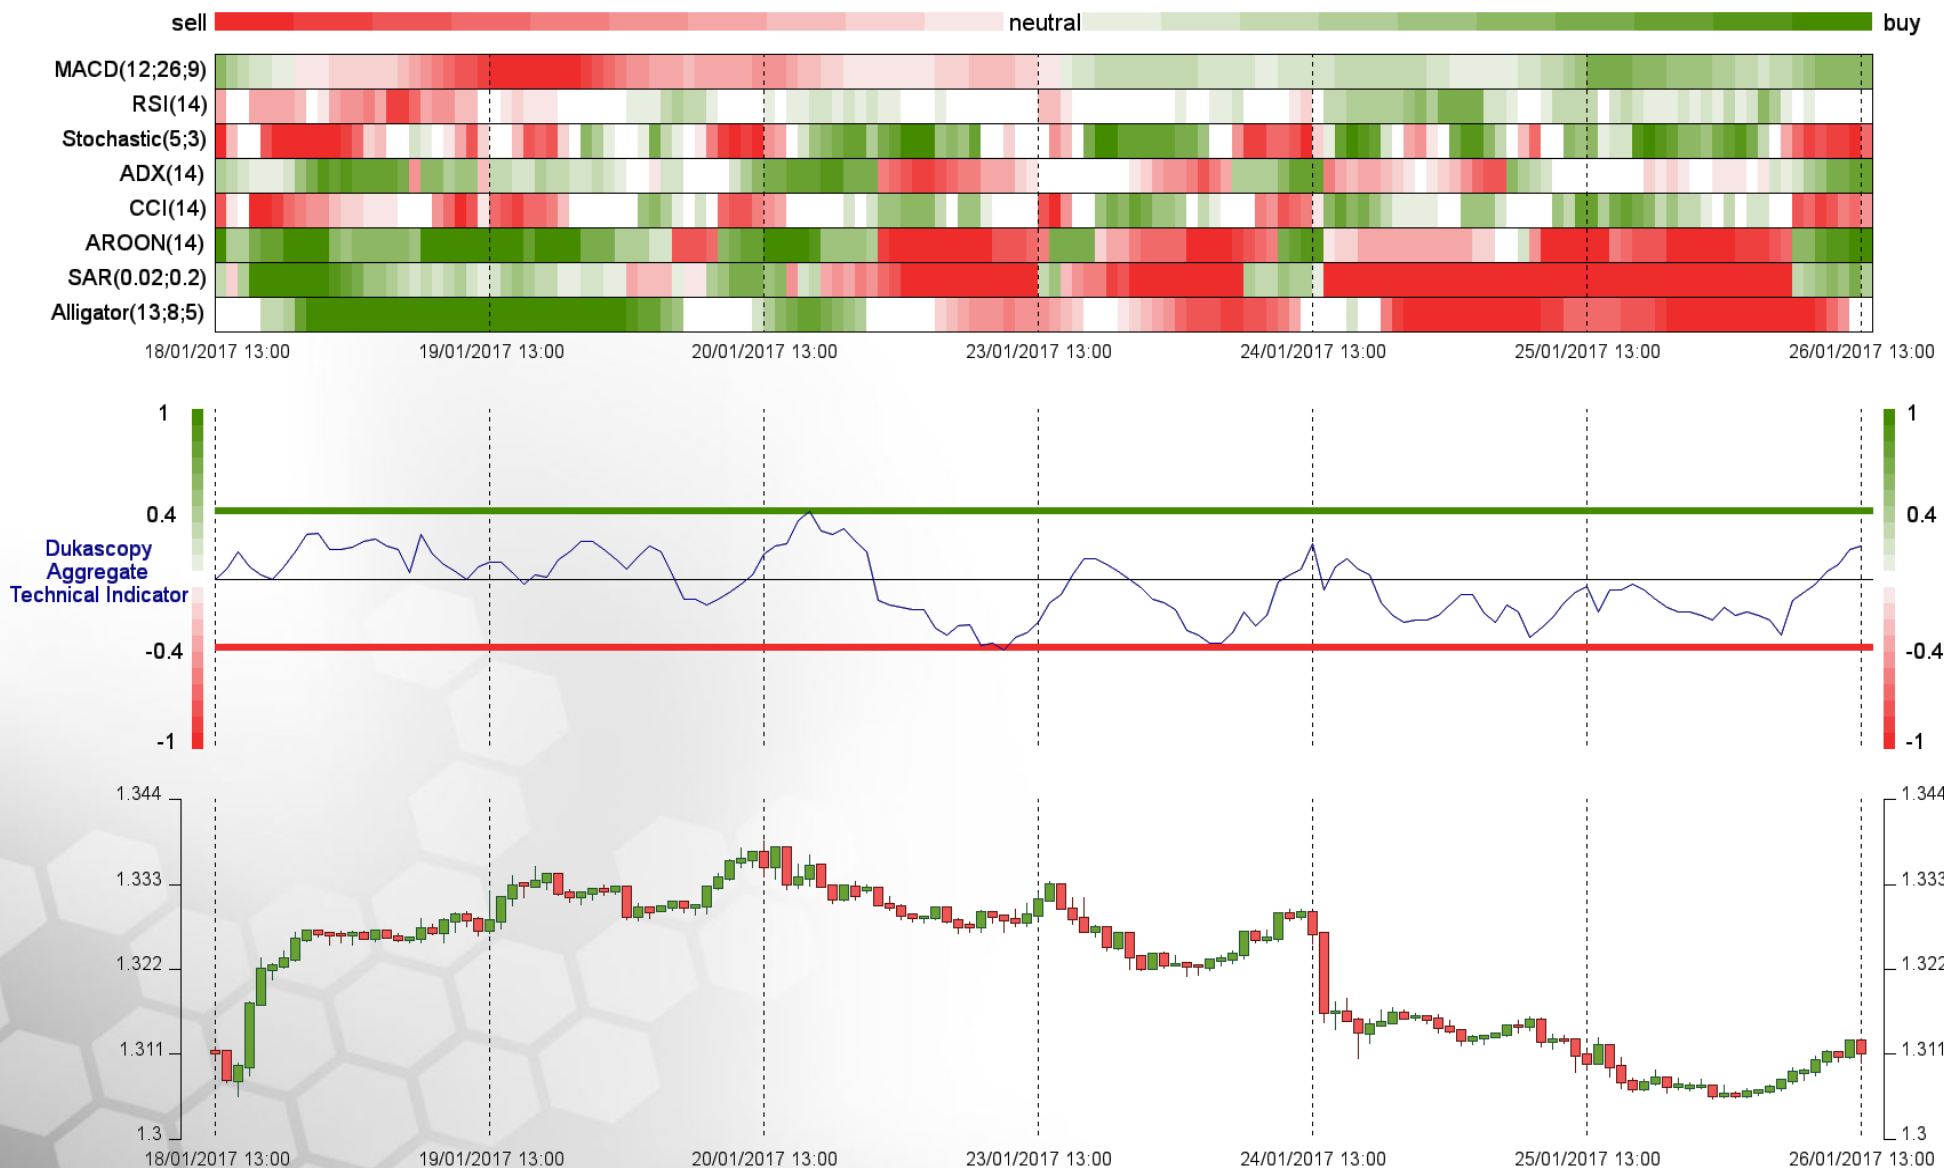 sell neutral buy
MACD(12;26;9)
RSI(14)
Stochastic(5;3)
ADX(14)
CCI(14)
AROON(14)
SAR(0.02;0.2)
Alligator(13;8;5)
18/01/2017 13:00 19/01/2017 13:00 20/01/2017 13:00 23/01/2017 13:00 24/01/2017 13:00 25/01/2017 13:00 26/01/2017 13:00
1 1
0.4 0.4
Dukascopy
Aggregate
Technical Indicator
-0.4 -0.4
-1 -1
1.344 1.344
1.333 1.333
1.322 1.322
1.311 1.311
1.3 1.3
18/01/2017 13:00 19/01/2017 13:00 20/01/2017 13:00 23/01/2017 13:00 24/01/2017 13:00 25/01/2017 13:00 26/01/2017 13:00